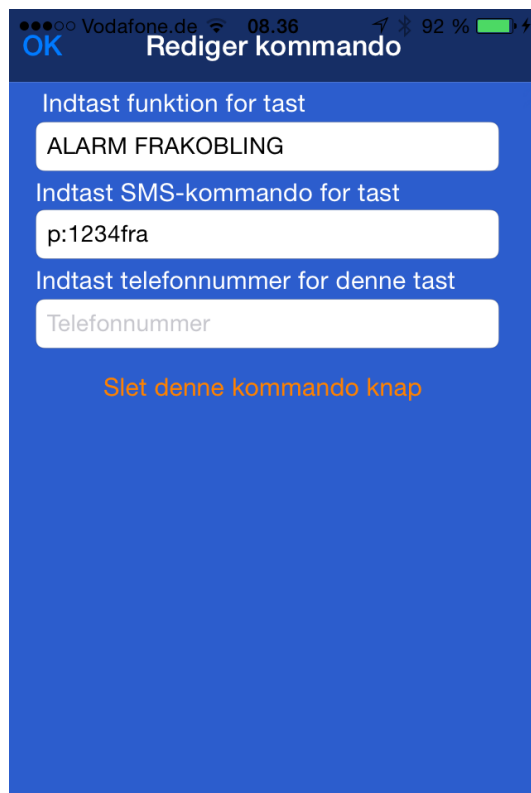 Vodafone.de 08.36 92 %
OK Rediger kommando
Indtast funktion for tast
ALARM FRAKOBLING
Indtast SMS-kommando for tast
p:1234fra
Indtast telefonnummer for denne tast
Telefonnummer
Slet denne kommando knap